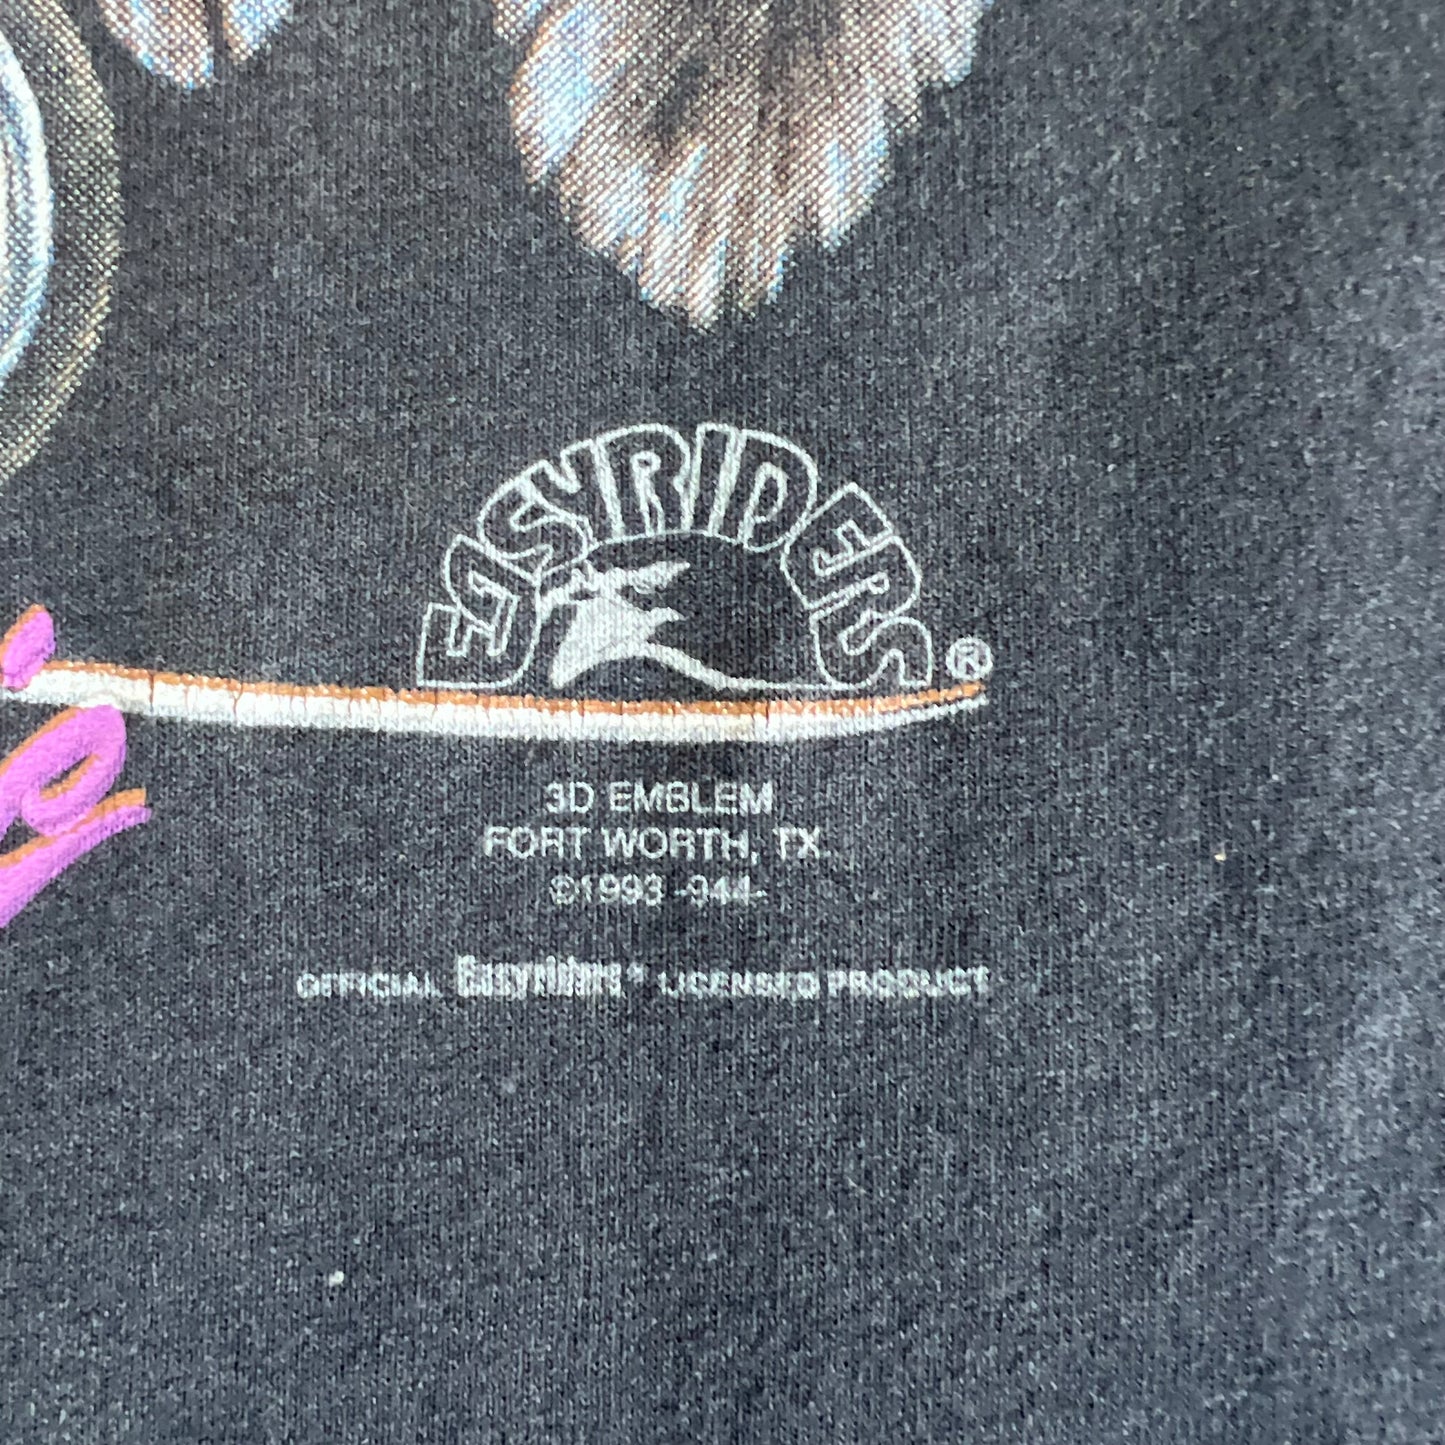 EASYRIDERS ®
3D EMBLEM
FORT WORTH, TX.
©1993 -944-
OFFICIAL Easyriders® LICENSED PRODUCT